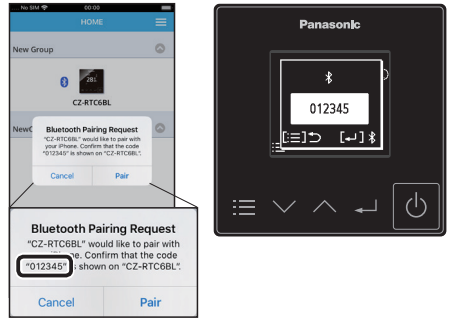 No SIM
00:00
HOME
New Group
281
CZ-RTC6BL
Bluetooth Pairing Request
"CZ-RTC6BL" would like to pair with
your iPhone. Confirm that the code
"012345" is shown on "CZ-RTC6BL".
Cancel
Pair
Bluetooth Pairing Request
"CZ-RTC6BL" would like to pair with
Confirm that the code
"012345" is shown on "CZ-RTC6BL".
Cancel
Pair
Panasonic
012345